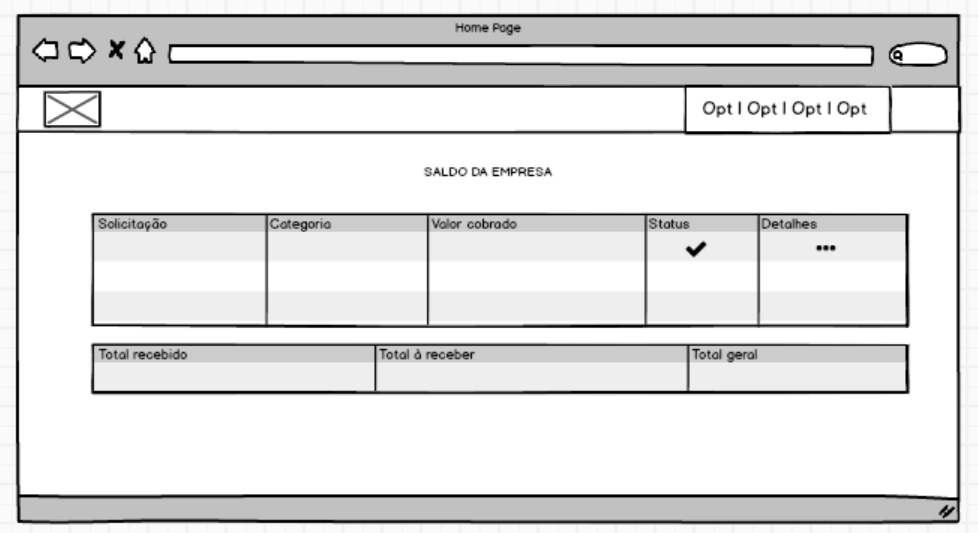 Home Page
Opt | Opt | Opt | Opt
SALDO DA EMPRESA
Solicitação Categoria Valor cobrado Status Detalhes
Total recebido Total à receber Total geral